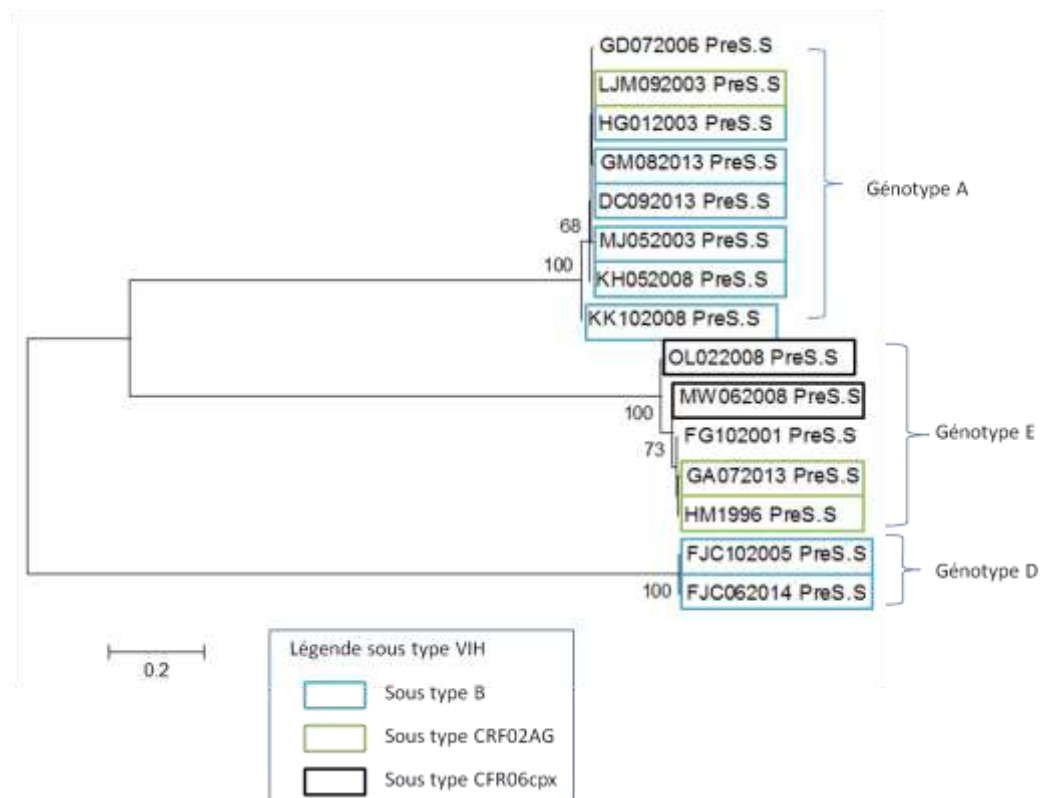 GD072006 PreS.S
LJM092003 PreS.S
HG012003 PreS.S
GM082013 PreS.S
Génotype A
DC092013 PreS.S
68
MJ052003 PreS.S
100
KH052008 PreS.S
KK102008 PreS.S
OL022008 PreS.S
MW062008 PreS.S
100
FG102001 PreS.S
Génotype E
73
GA072013 PreS.S
HM1996 PreS.S
FJC102005 PreS.S
Génotype D
100
FJC062014 PreS.S
0.2
Légende sous type VIH
Sous type B
Sous type CRF02AG
Sous type CFR06cpx